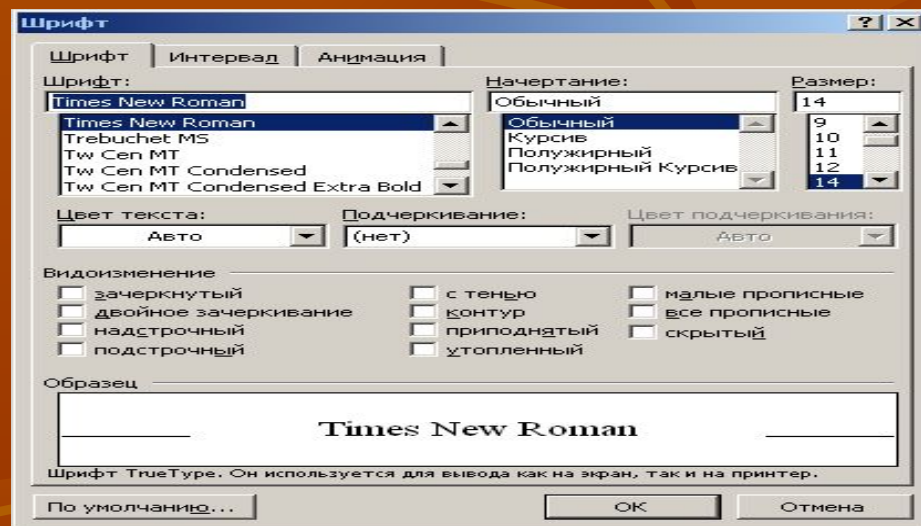 Шрифт
Шрифт Интервал Анимация
Шрифт: Начертание: Размер:
Times New Roman Обычный 14
Times New Roman Обычный 9
Trebuchet MS Курсив 10
Tw Cen MT Полужирный 11
Tw Cen MT Condensed Полужирный Курсив 12
Tw Cen MT Condensed Extra Bold 14
Цвет текста: Подчеркивание: Цвет подчеркивания:
Авто (нет) Авто
Видоизменение
зачеркнутый с тенью малые прописные
двойное зачеркивание контур все прописные
надстрочный приподнятый скрытый
подстрочный утопленный
Образец
Times New Roman
Шрифт TrueType. Он используется для вывода как на экран, так и на принтер.
По умолчанию... ОК Отмена